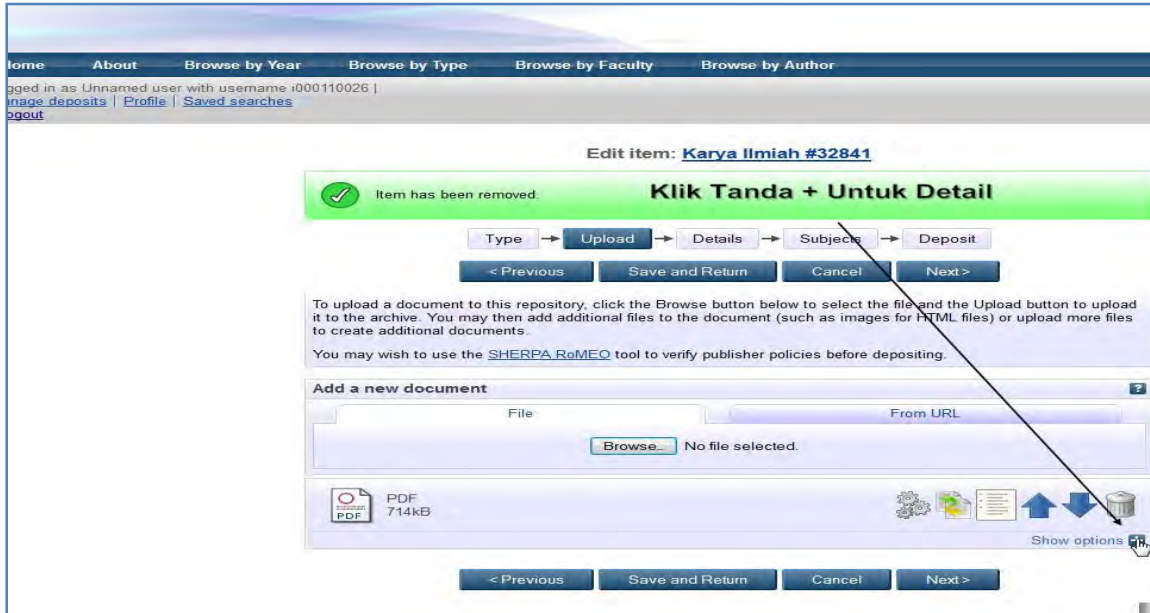 Home About Browse by Year Browse by Type Browse by Faculty Browse by Author
gged in as Unnamed user with username i000110026 |
anage deposits | Profile | Saved searches
ogout
Edit item: Karya Ilmiah #32841
Item has been removed. Klik Tanda + Untuk Detail
Type Upload Details Subjects Deposit
< Previous Save and Return Cancel Next >
To upload a document to this repository, click the Browse button below to select the file and the Upload button to upload
it to the archive. You may then add additional files to the document (such as images for HTML files) or upload more files
to create additional documents.
You may wish to use the SHERPA RoMEO tool to verify publisher policies before depositing.
Add a new document ?
File From URL
Browse... No file selected.
PDF
PDF
714kB
Show options
< Previous Save and Return Cancel Next >